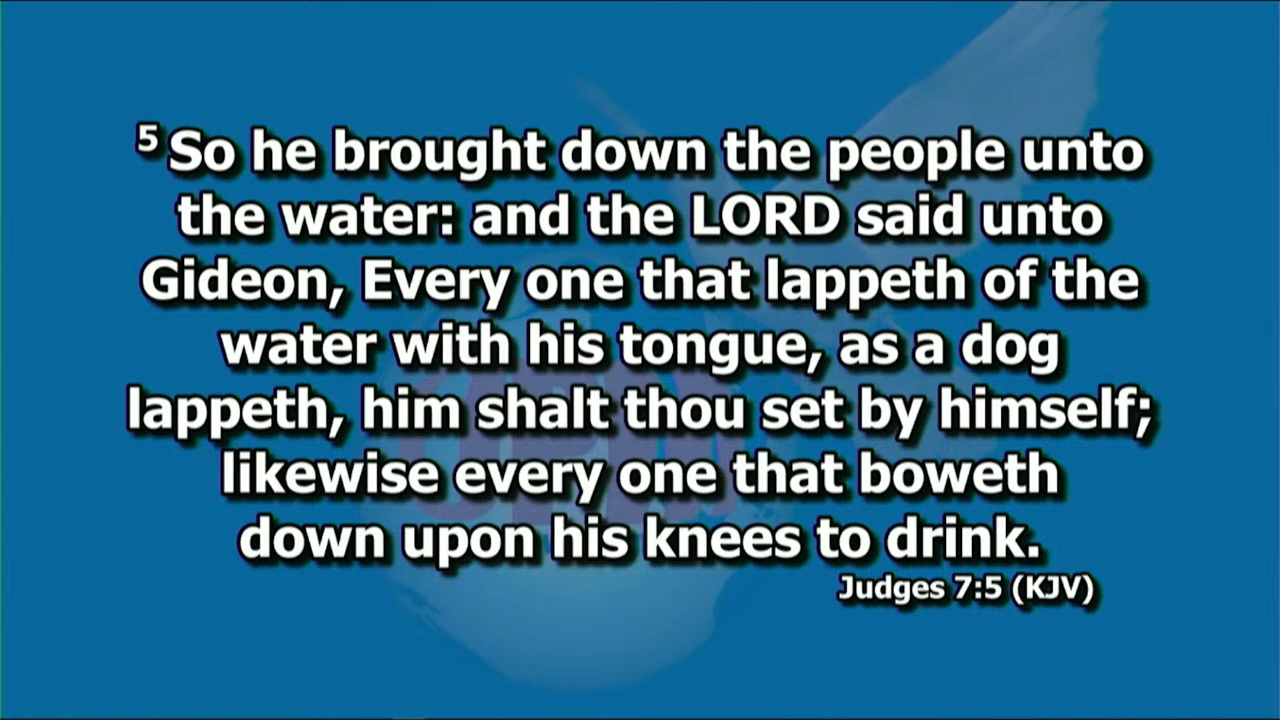 5 So he brought down the people unto
the water: and the LORD said unto
Gideon, Every one that lappeth of the
water with his tongue, as a dog
lappeth, him shalt thou set by himself;
likewise every one that boweth
down upon his knees to drink.
Judges 7:5 (KJV)